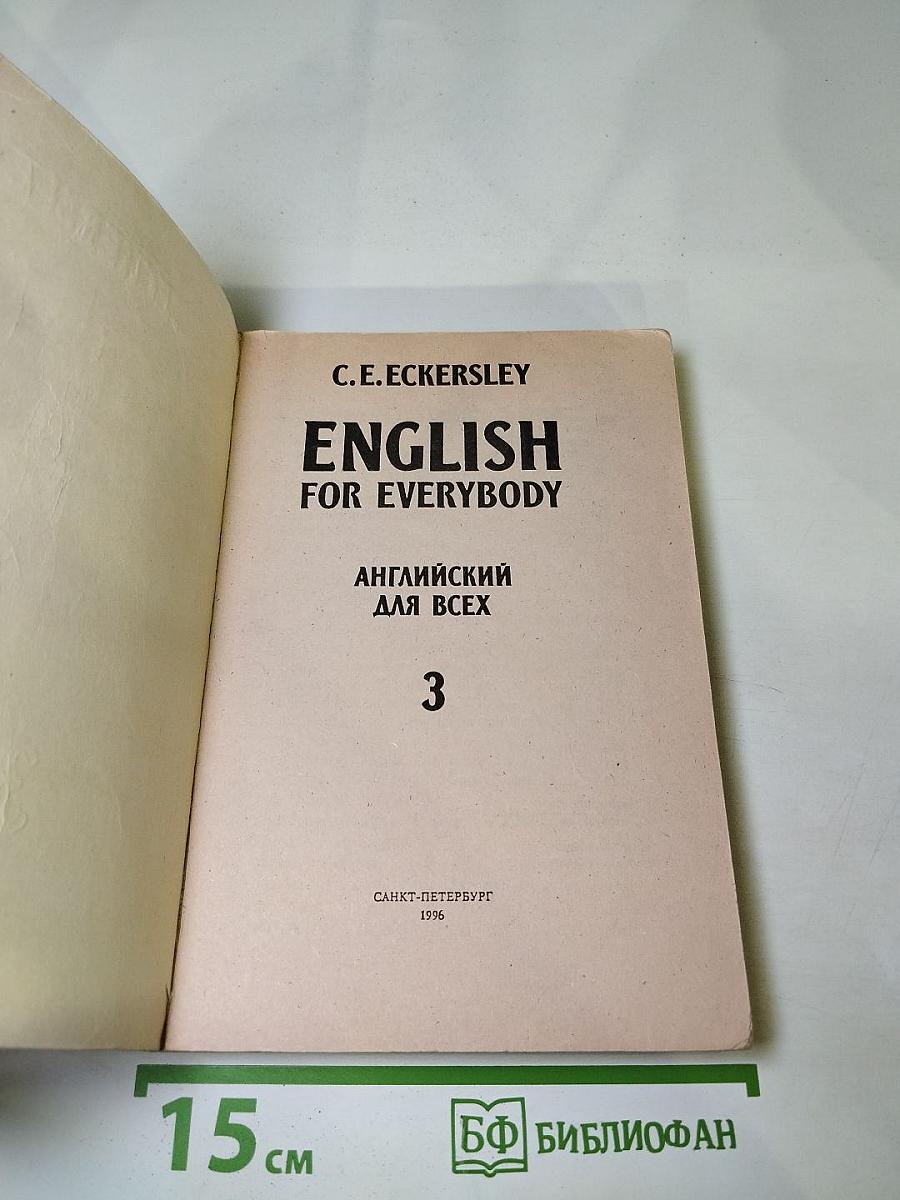 C. E. ECKERSLEY
ENGLISH
FOR EVERYBODY
АНГЛИЙСКИЙ
ДЛЯ ВСЕХ
3
САНКТ-ПЕТЕРБУРГ
1996
15 см
БФ БИБЛИОФАН